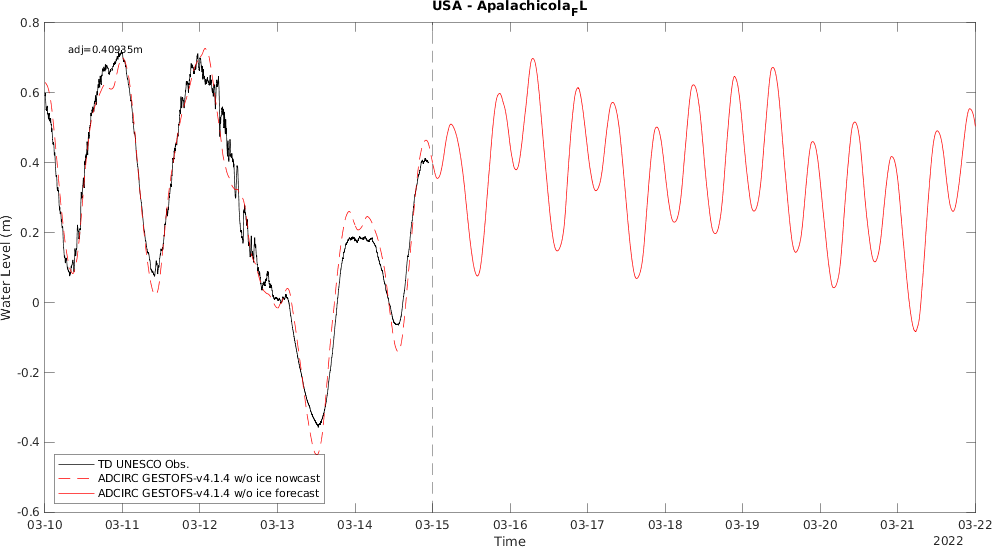 USA - Apalachicola_FL
adj=0.40935m
0.8
0.6
0.4
0.2
0
-0.2
-0.4
-0.6
Water Level (m)
TD UNESCO Obs.
ADCIRC GESTOFS-v4.1.4 w/o ice nowcast
ADCIRC GESTOFS-v4.1.4 w/o ice forecast
03-10 03-11 03-12 03-13 03-14 03-15 03-16 03-17 03-18 03-19 03-20 03-21 03-22
Time
2022